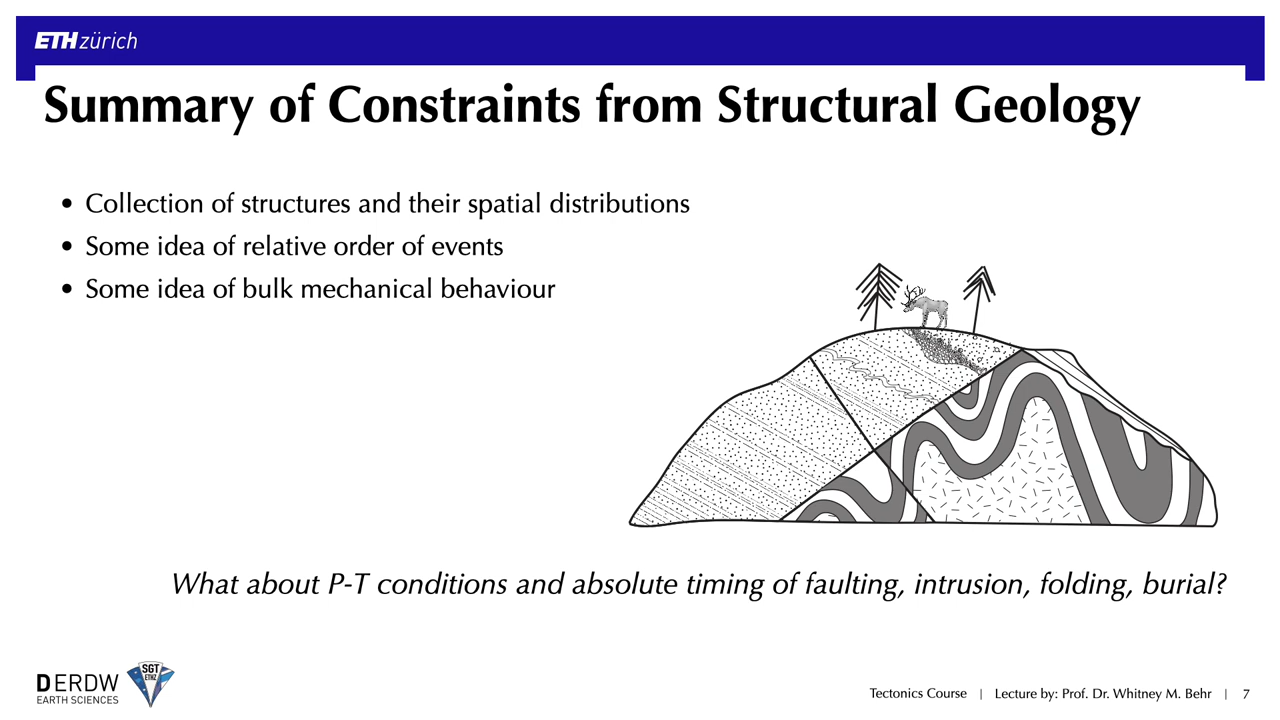 ETH zürich
Summary of Constraints from Structural Geology
• Collection of structures and their spatial distributions
• Some idea of relative order of events
• Some idea of bulk mechanical behaviour
What about P-T conditions and absolute timing of faulting, intrusion, folding, burial?
DERDW
EARTH SCIENCES
SGT
ETHZ
Tectonics Course | Lecture by: Prof. Dr. Whitney M. Behr | 7